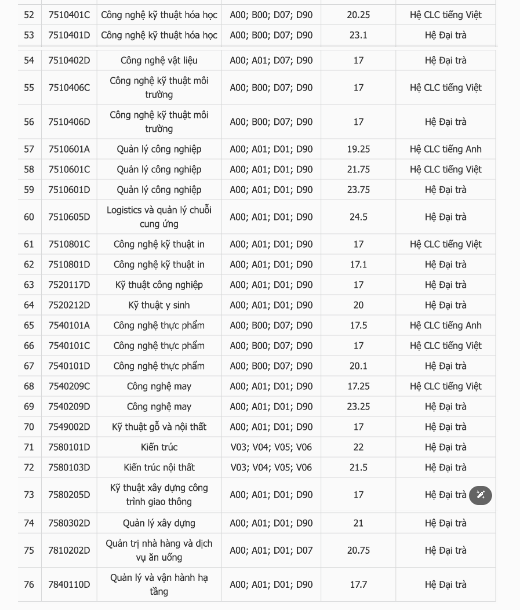 52 7510401C Công nghệ kỹ thuật hóa học A00; B00; D07; D90 20.25 Hệ CLC tiếng Việt
53 7510401D Công nghệ kỹ thuật hóa học A00; B00; D07; D90 23.1 Hệ Đại trà
54 7510402D Công nghệ vật liệu A00; A01; D07; D90 17 Hệ Đại trà
55 7510406C Công nghệ kỹ thuật môi A00; B00; D07; D90 17 Hệ CLC tiếng Việt
trường
56 7510406D Công nghệ kỹ thuật môi A00; B00; D07; D90 17 Hệ Đại trà
trường
57 7510601A Quản lý công nghiệp A00; A01; D01; D90 19.25 Hệ CLC tiếng Anh
58 7510601C Quản lý công nghiệp A00; A01; D01; D90 21.75 Hệ CLC tiếng Việt
59 7510601D Quản lý công nghiệp A00; A01; D01; D90 23.75 Hệ Đại trà
60 7510605D Logistics và quản lý chuỗi A00; A01; D01; D90 24.5 Hệ Đại trà
cung ứng
61 7510801C Công nghệ kỹ thuật in A00; A01; D01; D90 17 Hệ CLC tiếng Việt
62 7510801D Công nghệ kỹ thuật in A00; A01; D01; D90 17.1 Hệ Đại trà
63 7520117D Kỹ thuật công nghiệp A00; A01; D01; D90 17 Hệ Đại trà
64 7520212D Kỹ thuật y sinh A00; A01; D01; D90 20 Hệ Đại trà
65 7540101A Công nghệ thực phẩm A00; B00; D07; D90 17.5 Hệ CLC tiếng Anh
66 7540101C Công nghệ thực phẩm A00; B00; D07; D90 17 Hệ CLC tiếng Việt
67 7540101D Công nghệ thực phẩm A00; B00; D07; D90 20.1 Hệ Đại trà
68 7540209C Công nghệ may A00; A01; D01; D90 17.25 Hệ CLC tiếng Việt
69 7540209D Công nghệ may A00; A01; D01; D90 23.25 Hệ Đại trà
70 7549002D Kỹ thuật gỗ và nội thất A00; A01; D01; D90 17 Hệ Đại trà
71 7580101D Kiến trúc V03; V04; V05; V06 22 Hệ Đại trà
72 7580103D Kiến trúc nội thất V03; V04; V05; V06 21.5 Hệ Đại trà
73 7580205D Kỹ thuật xây dựng công A00; A01; D01; D90 17 Hệ Đại trà
trình giao thông
74 7580302D Quản lý xây dựng A00; A01; D01; D90 21 Hệ Đại trà
75 7810202D Quản trị nhà hàng và dịch A00; A01; D01; D07 20.75 Hệ Đại trà
vụ ăn uống
76 7840110D Quản lý và vận hành hạ A00; A01; D01; D90 17.7 Hệ Đại trà
tầng